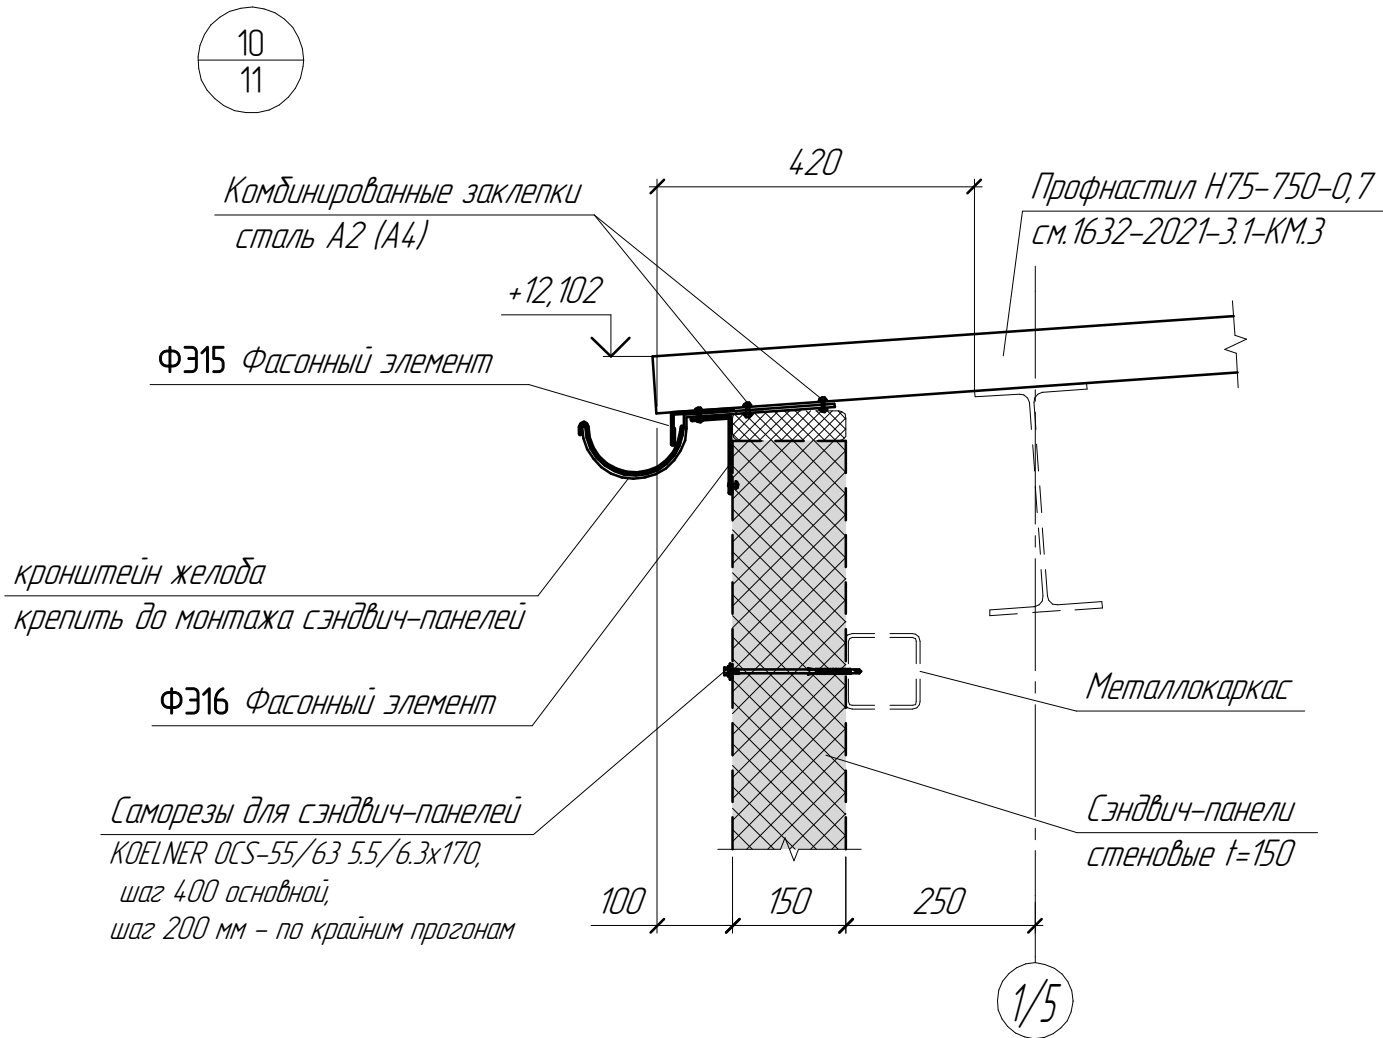 10
11
420
Комбинированные заклепки
сталь А2 (А4)
Профнастил Н75-750-0,7
см.1632-2021-3.1-КМ.3
+12,102
ФЭ15 Фасонный элемент
кронштейн желоба
крепить до монтажа сэндвич-панелей
ФЭ16 Фасонный элемент
Металлокаркас
Саморезы для сэндвич-панелей
KOELNER OCS-55/63 5.5/6.3x170,
шаг 400 основной,
шаг 200 мм - по крайним прогонам
Сэндвич-панели
стеновые t=150
100
150
250
1/5